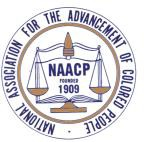 NATIONAL ASSOCIATION FOR THE ADVANCEMENT OF COLORED PEOPLE
NAACP
FOUNDED
1909